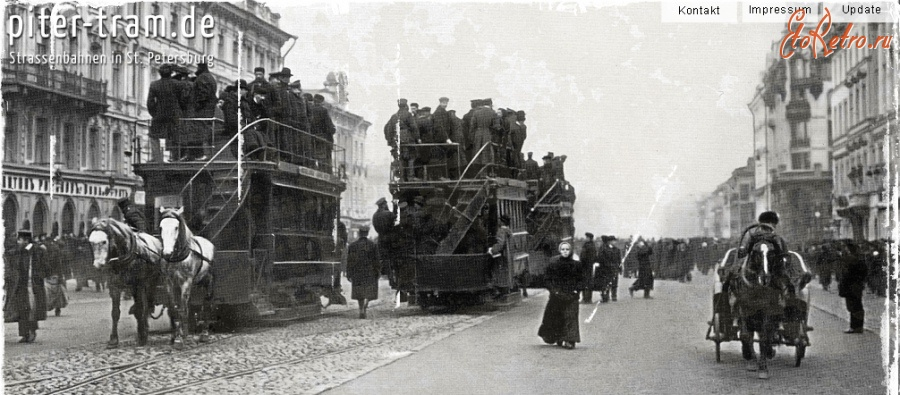 piter-tram.de
Strassenbahnen in St. Petersburg
Kontakt
Impressum
Update
EtoRetro.ru